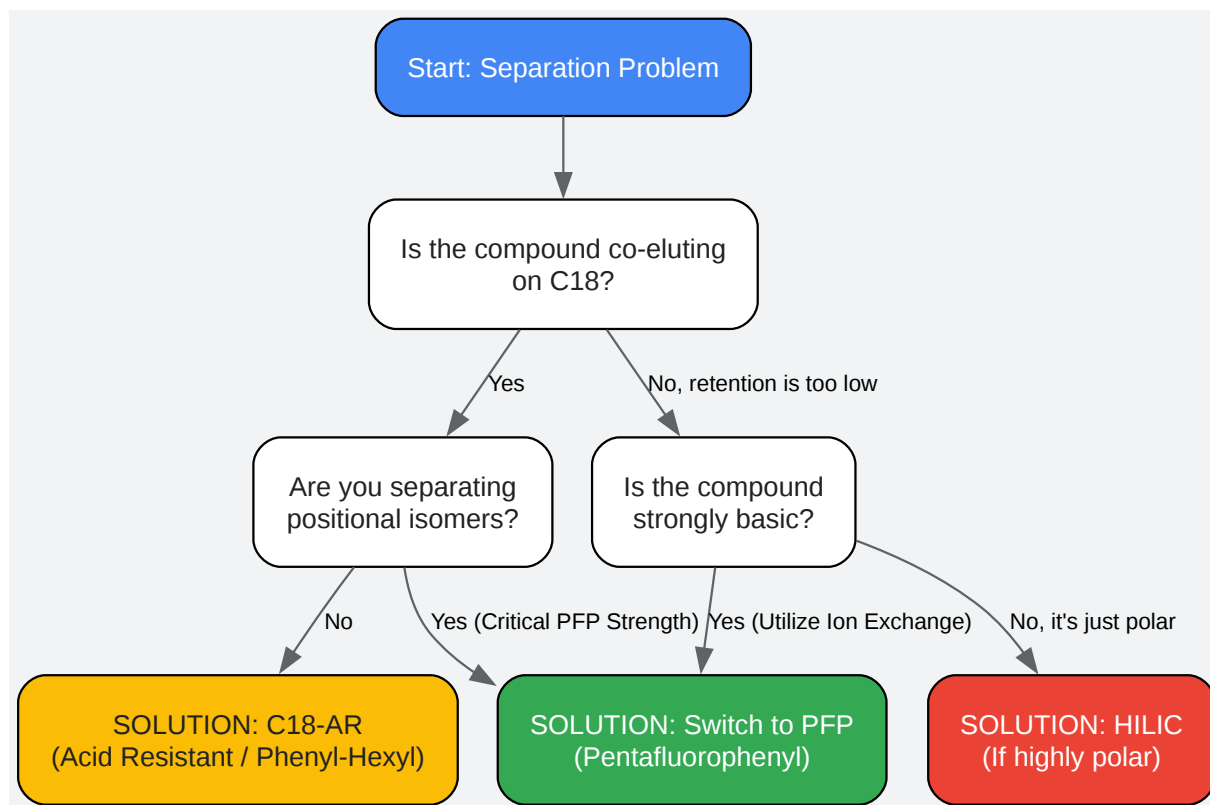 Start: Separation Problem
Is the compound co-eluting
on C18?
Yes
No, retention is too low
Are you separating
positional isomers?
Is the compound
strongly basic?
No
Yes (Critical PFP Strength)
Yes (Utilize Ion Exchange)
No, it's just polar
SOLUTION: C18-AR
(Acid Resistant / Phenyl-Hexyl)
SOLUTION: Switch to PFP
(Pentafluorophenyl)
SOLUTION: HILIC
(If highly polar)